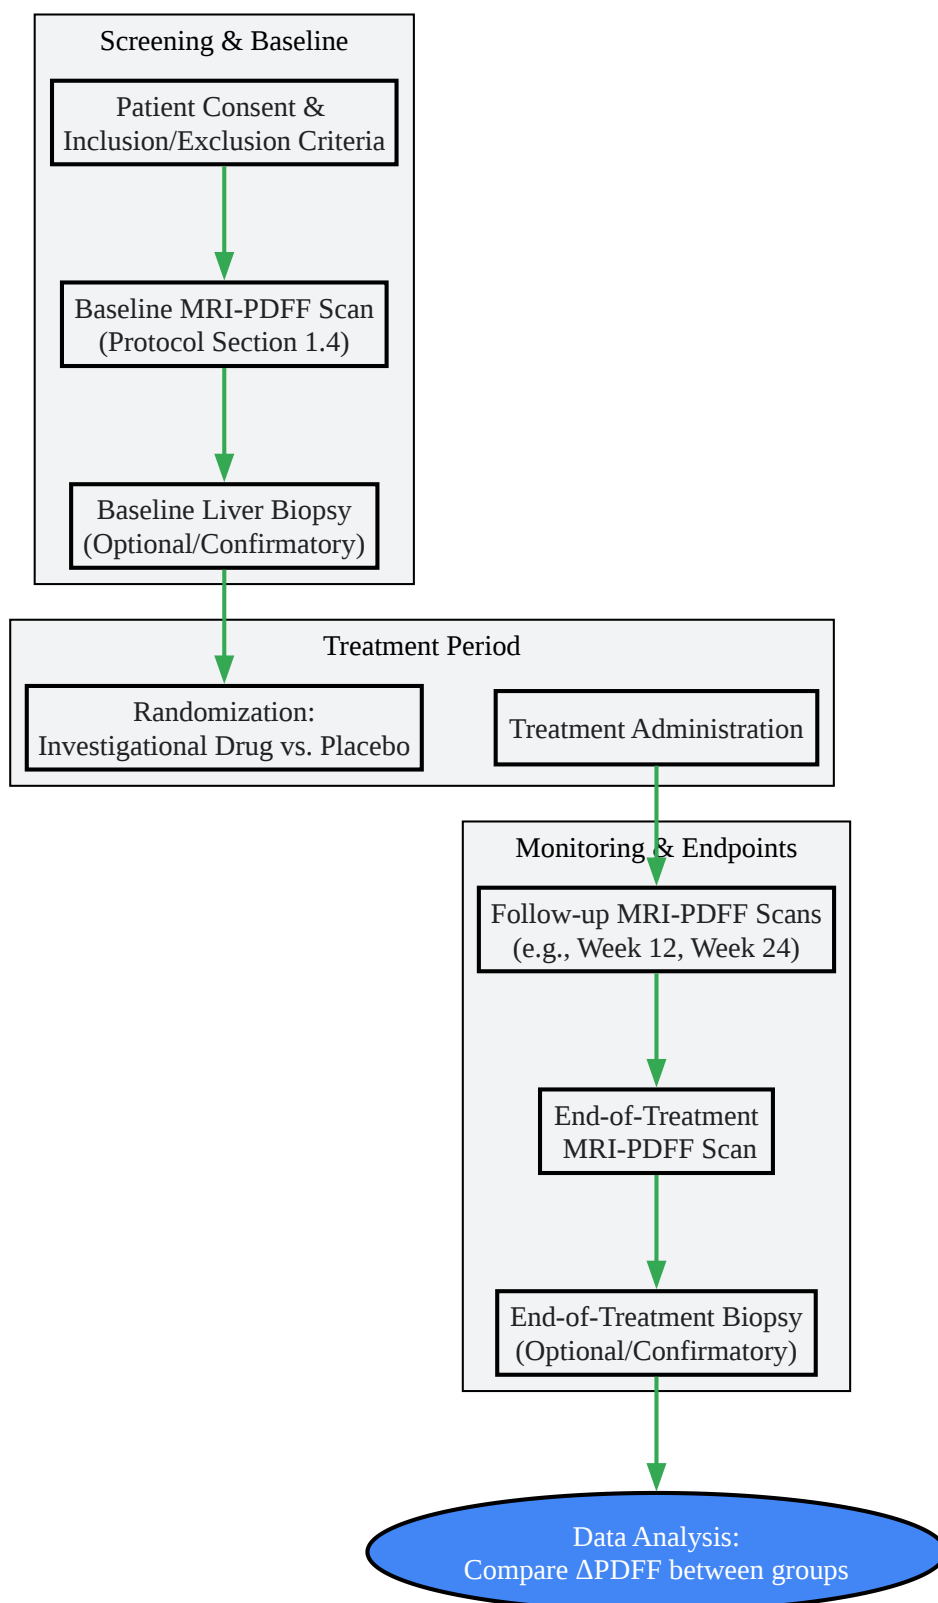 Screening & Baseline
Patient Consent &
Inclusion/Exclusion Criteria
Baseline MRI-PDFF Scan
(Protocol Section 1.4)
Baseline Liver Biopsy
(Optional/Confirmatory)
Treatment Period
Randomization:
Investigational Drug vs. Placebo
Treatment Administration
Monitoring & Endpoints
Follow-up MRI-PDFF Scans
(e.g., Week 12, Week 24)
End-of-Treatment
MRI-PDFF Scan
End-of-Treatment Biopsy
(Optional/Confirmatory)
Data Analysis:
Compare ΔPDFF between groups